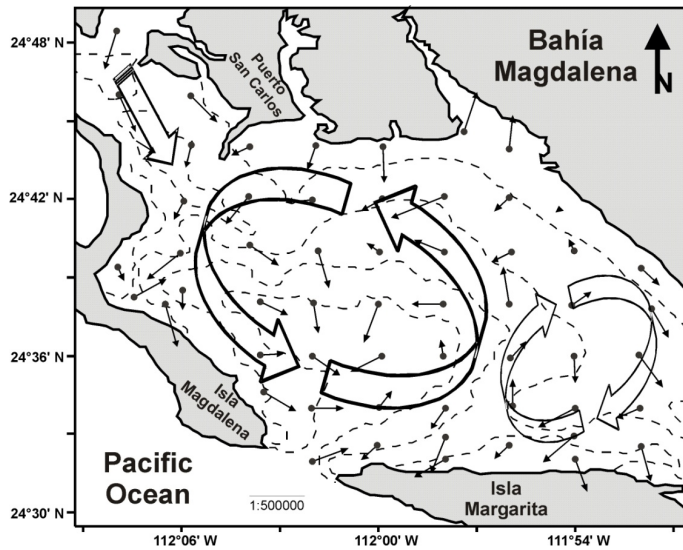 24°48' N
24°42' N
24°36' N
24°30' N
Puerto
San Carlos
Bahía
Magdalena
N
Isla
Magdalena
Pacific
Ocean
1:500000
Isla
Margarita
112°06' W
112°00' W
111°54' W